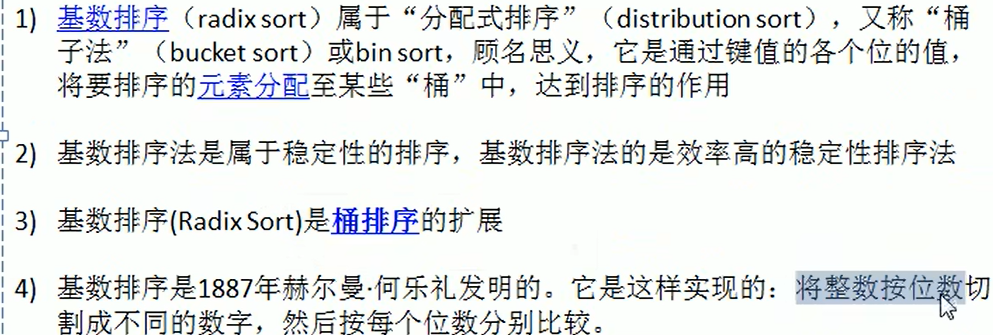 1) 基数排序（radix sort）属于“分配式排序”（distribution sort），又称“桶
子法”（bucket sort）或bin sort，顾名思义，它是通过键值的各个位的值，
将要排序的元素分配至某些“桶”中，达到排序的作用
2) 基数排序法是属于稳定性的排序，基数排序法的是效率高的稳定性排序法
3) 基数排序(Radix Sort)是桶排序的扩展
4) 基数排序是1887年赫尔曼·何乐礼发明的。它是这样实现的：将整数按位数切
割成不同的数字，然后按每个位数分别比较。